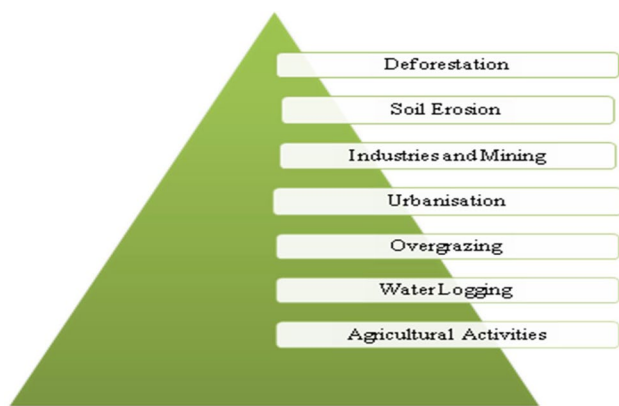 Deforestation
Soil Erosion
Industries and Mining
Urbanisation
Overgrazing
Water Logging
Agricultural Activities